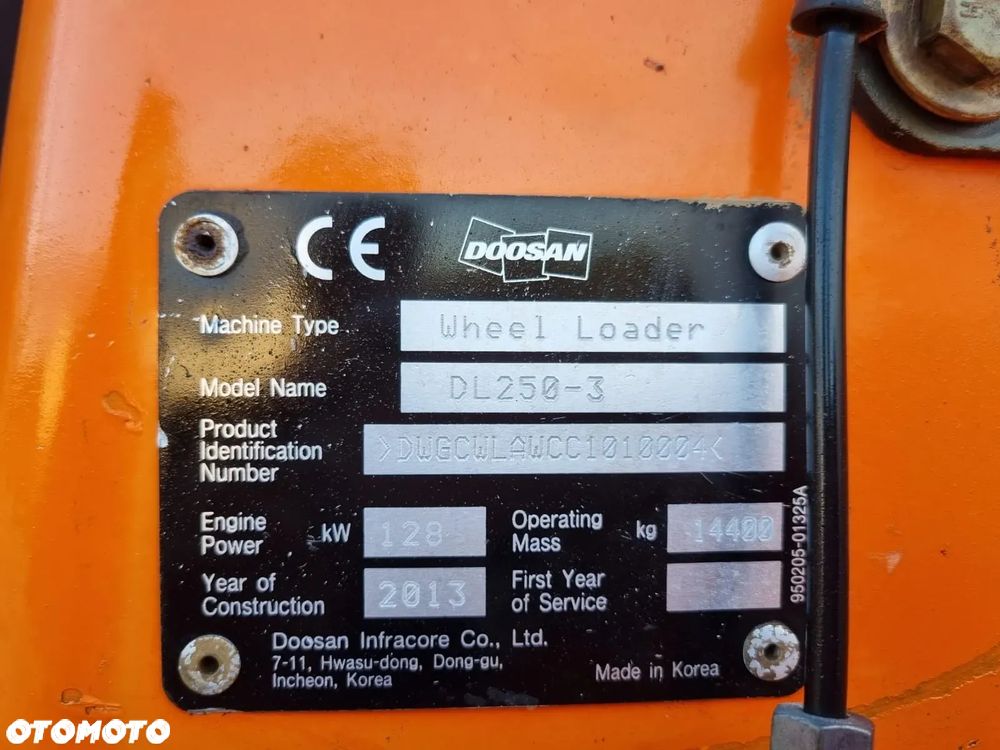 CE DOOSAN
Machine Type Wheel Loader
Model Name DL250-3
Product
Identification
Number >DWGCWLAWCC1010004<
Engine
Power kW 128
Operating
Mass kg 14400
Year of
Construction 2013
First Year
of Service
950205-01325A
Doosan Infracore Co., Ltd.
7-11, Hwasu-dong, Dong-gu,
Incheon, Korea
Made in Korea
OTOMOTO